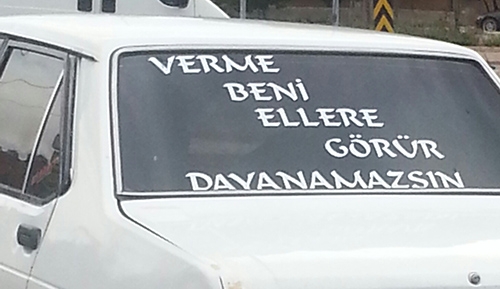 VERME
BENİ
ELLERE
GÖRÜR
DAYANAMAZSIN